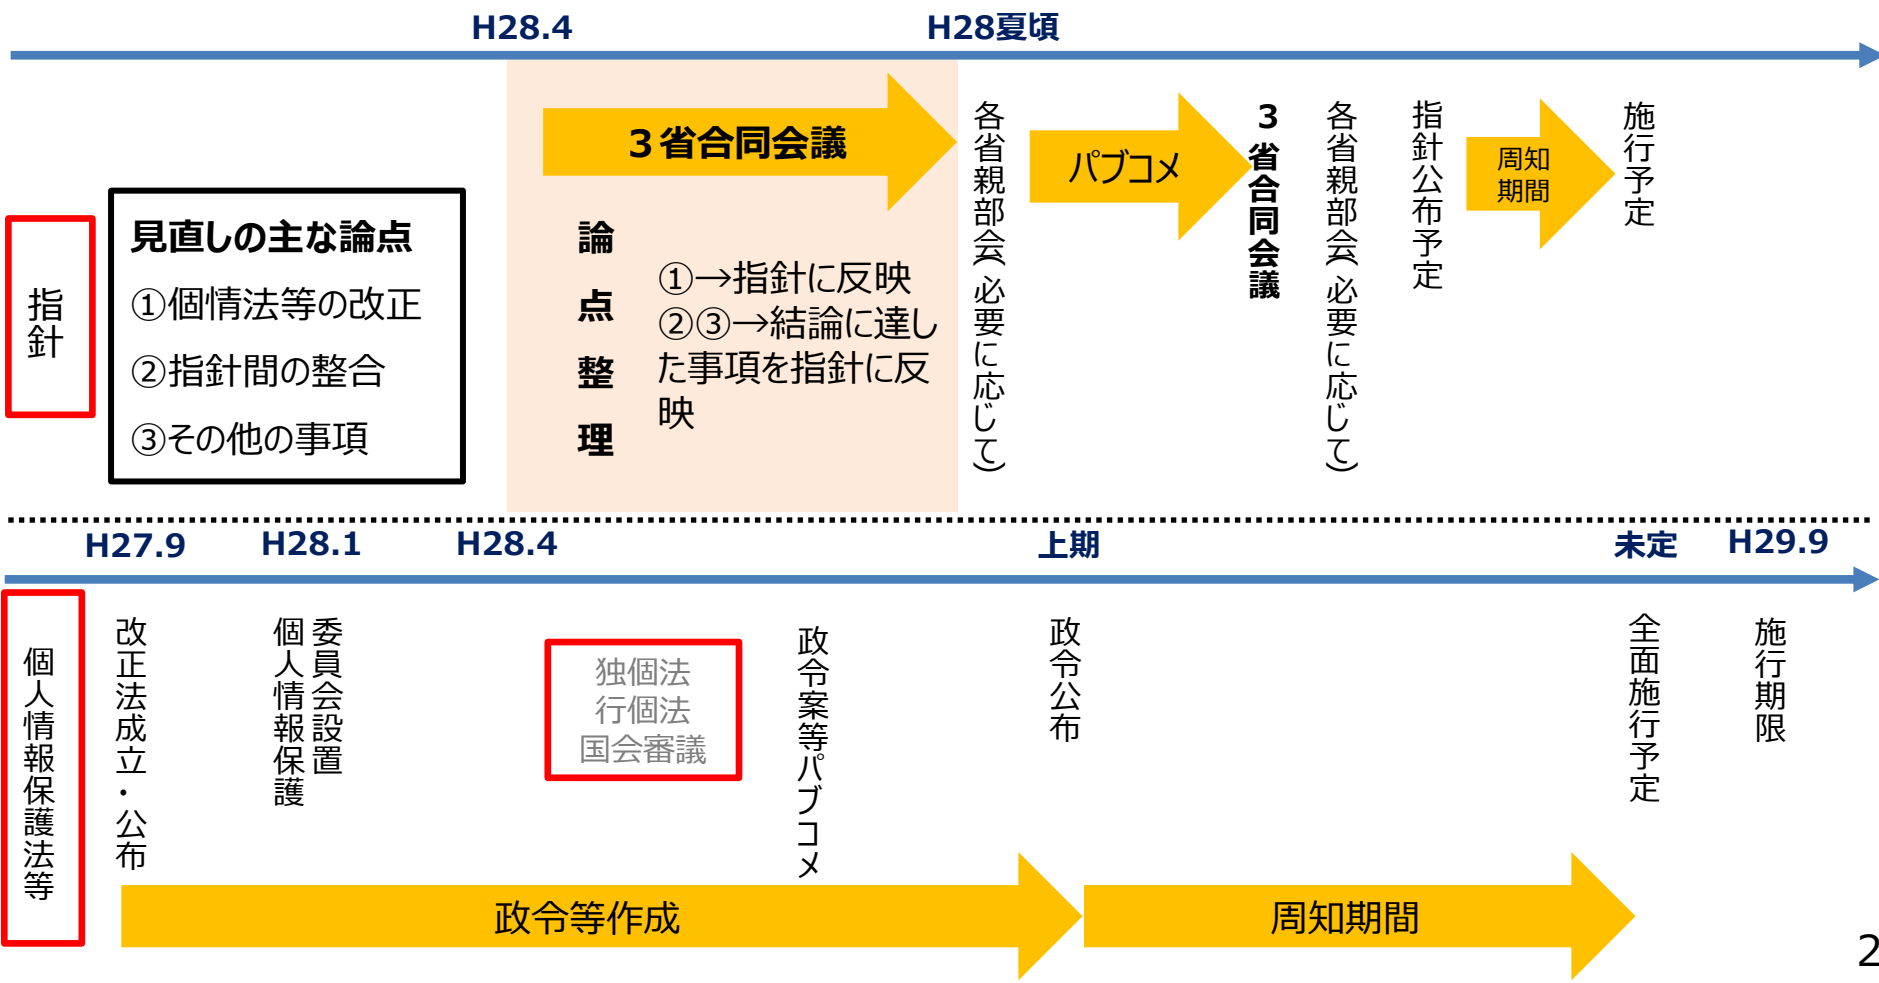 H28.4
H28夏頃
指針
見直しの主な論点
①個情法等の改正
②指針間の整合
③その他の事項
3省合同会議
論点整理
①→指針に反映
②③→結論に達し
た事項を指針に反
映
各省親部会(必要に応じて)
パブコメ
3省合同会議
各省親部会(必要に応じて)
指針公布予定
周知
期間
施行予定
H27.9
H28.1
H28.4
上期
未定
H29.9
個人情報保護法等
改正法成立・公布
個人情報保護
委員会設置
独個法
行個法
国会審議
政令案等パブコメ
政令公布
全面施行予定
施行期限
政令等作成
周知期間
2